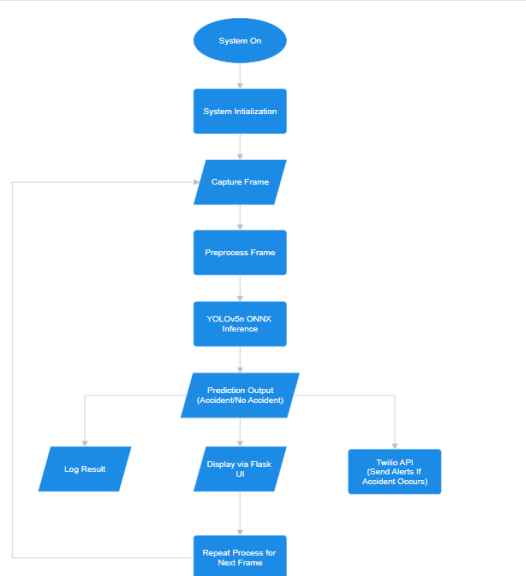 System On
System Intialization
Capture Frame
Preprocess Frame
YOLOv5n ONNX
Inference
Prediction Output
(Accident/No Accident)
Log Result
Display via Flask
UI
Twilio API
(Send Alerts If
Accident Occurs)
Repeat Process for
Next Frame